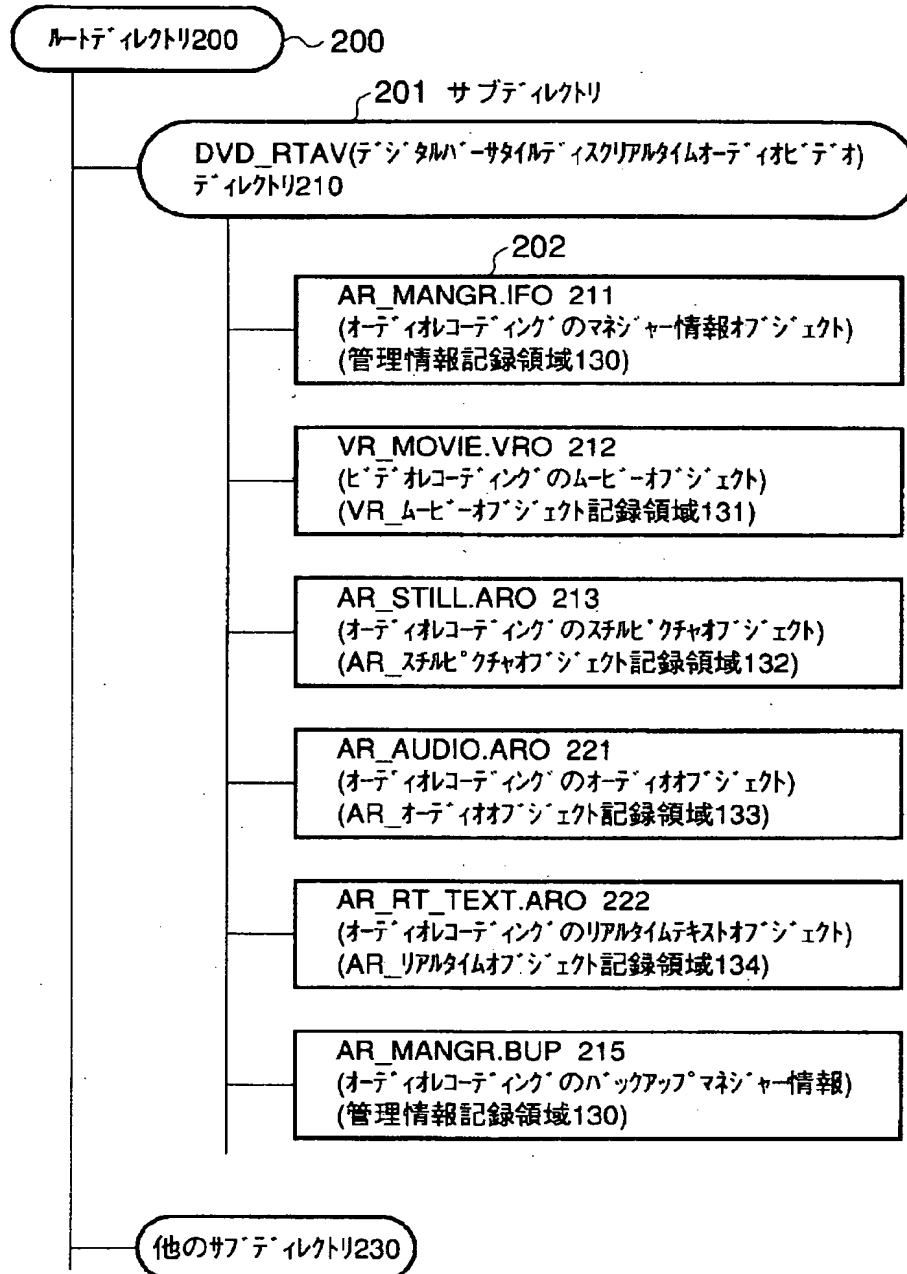 ﾙｰﾄﾃﾞｨﾚｸﾄﾘ200
200
201 サブディレクトリ
DVD_RTAV(ﾃﾞｼﾞﾀﾙﾊﾞｰｻﾀｲﾙﾃﾞｨｽｸﾘｱﾙﾀｲﾑｵｰﾃﾞｨｵﾋﾞﾃﾞｵ)
ﾃﾞｨﾚｸﾄﾘ210
202
AR_MANGR.IFO 211
(ｵｰﾃﾞｨｵﾚｺｰﾃﾞｨﾝｸﾞのﾏﾈｼﾞｬｰ情報ｵﾌﾞｼﾞｪｸﾄ)
(管理情報記録領域130)
VR_MOVIE.VRO 212
(ﾋﾞﾃﾞｵﾚｺｰﾃﾞｨﾝｸﾞのﾑｰﾋﾞｰｵﾌﾞｼﾞｪｸﾄ)
(VR_ﾑｰﾋﾞｰｵﾌﾞｼﾞｪｸﾄ記録領域131)
AR_STILL.ARO 213
(ｵｰﾃﾞｨｵﾚｺｰﾃﾞｨﾝｸﾞのｽﾁﾙﾋﾟｸﾁｬｵﾌﾞｼﾞｪｸﾄ)
(AR_ｽﾁﾙﾋﾟｸﾁｬｵﾌﾞｼﾞｪｸﾄ記録領域132)
AR_AUDIO.ARO 221
(ｵｰﾃﾞｨｵﾚｺｰﾃﾞｨﾝｸﾞのｵｰﾃﾞｨｵｵﾌﾞｼﾞｪｸﾄ)
(AR_ｵｰﾃﾞｨｵｵﾌﾞｼﾞｪｸﾄ記録領域133)
AR_RT_TEXT.ARO 222
(ｵｰﾃﾞｨｵﾚｺｰﾃﾞｨﾝｸﾞのﾘｱﾙﾀｲﾑﾃｷｽﾄｵﾌﾞｼﾞｪｸﾄ)
(AR_ﾘｱﾙﾀｲﾑｵﾌﾞｼﾞｪｸﾄ記録領域134)
AR_MANGR.BUP 215
(ｵｰﾃﾞｨｵﾚｺｰﾃﾞｨﾝｸﾞのﾊﾞｯｸｱｯﾌﾟﾏﾈｼﾞｬｰ情報)
(管理情報記録領域130)
他のｻﾌﾞﾃﾞｨﾚｸﾄﾘ230